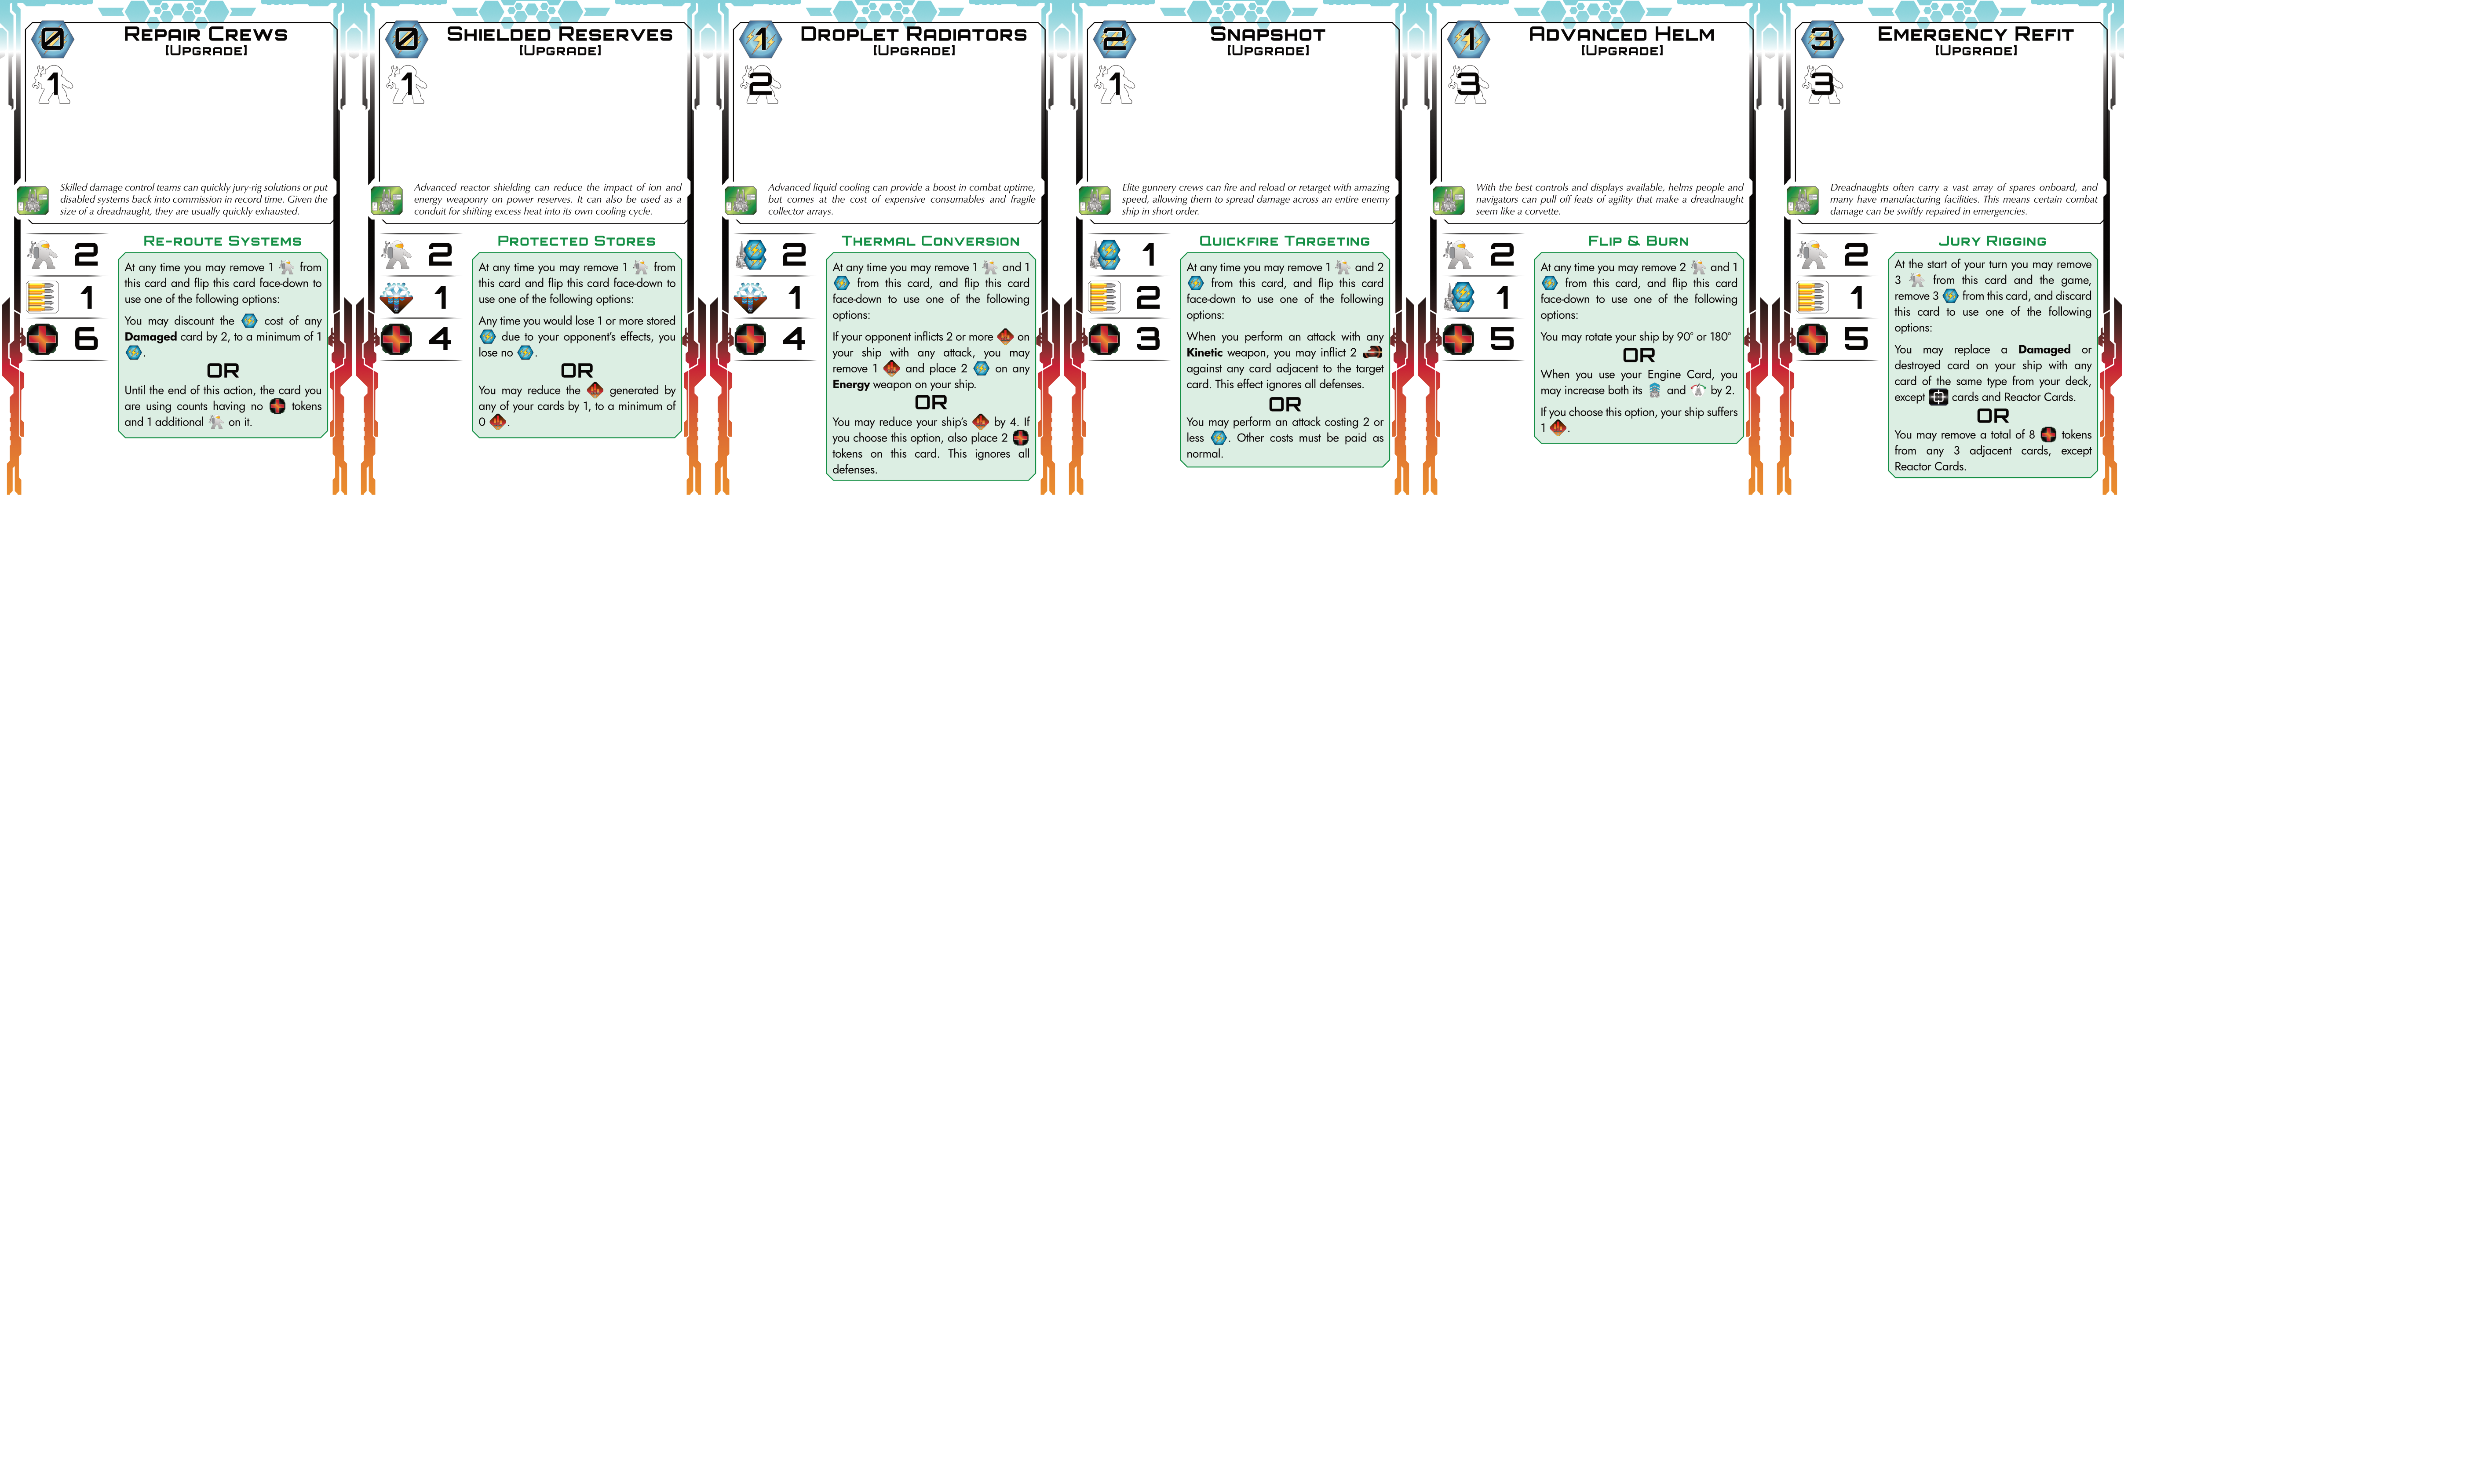 0
REPAIR CREWS
[UPGRADE]
1
Skilled damage control teams can quickly jury-rig solutions or put
disabled systems back into commission in record time. Given the
size of a dreadnaught, they are usually quickly exhausted.
2
1
6
RE-ROUTE SYSTEMS
At any time you may remove 1 from
this card and flip this card face-down to
use one of the following options:
You may discount the cost of any
Damaged card by 2, to a minimum of 1
.
OR
Until the end of this action, the card you
are using counts having no tokens
and 1 additional on it.
0
SHIELDED RESERVES
[UPGRADE]
1
Advanced reactor shielding can reduce the impact of ion and
energy weaponry on power reserves. It can also be used as a
conduit for shifting excess heat into its own cooling cycle.
2
1
4
PROTECTED STORES
At any time you may remove 1 from
this card and flip this card face-down to
use one of the following options:
Any time you would lose 1 or more stored
due to your opponent's effects, you
lose no .
OR
You may reduce the generated by
any of your cards by 1, to a minimum of
0 .
1
DROPLET RADIATORS
[UPGRADE]
2
Advanced liquid cooling can provide a boost in combat uptime,
but comes at the cost of expensive consumables and fragile
collector arrays.
2
1
4
THERMAL CONVERSION
At any time you may remove 1 and 1
from this card, and flip this card
face-down to use one of the following
options:
If your opponent inflicts 2 or more on
your ship with any attack, you may
remove 1 and place 2 on any
Energy weapon on your ship.
OR
You may reduce your ship's by 4. If
you choose this option, also place 2
tokens on this card. This ignores all
defenses.
2
SNAPSHOT
[UPGRADE]
1
Elite gunnery crews can fire and reload or retarget with amazing
speed, allowing them to spread damage across an entire enemy
ship in short order.
1
2
3
QUICKFIRE TARGETING
At any time you may remove 1 and 2
from this card, and flip this card
face-down to use one of the following
options:
When you perform an attack with any
Kinetic weapon, you may inflict 2
against any card adjacent to the target
card. This effect ignores all defenses.
OR
You may perform an attack costing 2 or
less . Other costs must be paid as
normal.
1
ADVANCED HELM
[UPGRADE]
3
With the best controls and displays available, helms people and
navigators can pull off feats of agility that make a dreadnaught
seem like a corvette.
2
1
5
FLIP & BURN
At any time you may remove 2 and 1
from this card, and flip this card
face-down to use one of the following
options:
You may rotate your ship by 90° or 180°
OR
When you use your Engine Card, you
may increase both its and by 2.
If you choose this option, your ship suffers
1 .
3
EMERGENCY REFIT
[UPGRADE]
3
Dreadnaughts often carry a vast array of spares onboard, and
many have manufacturing facilities. This means certain combat
damage can be swiftly repaired in emergencies.
2
1
5
JURY RIGGING
At the start of your turn you may remove
3 from this card and the game,
remove 3 from this card, and discard
this card to use one of the following
options:
You may replace a Damaged or
destroyed card on your ship with any
card of the same type from your deck,
except cards and Reactor Cards.
OR
You may remove a total of 8 tokens
from any 3 adjacent cards, except
Reactor Cards.